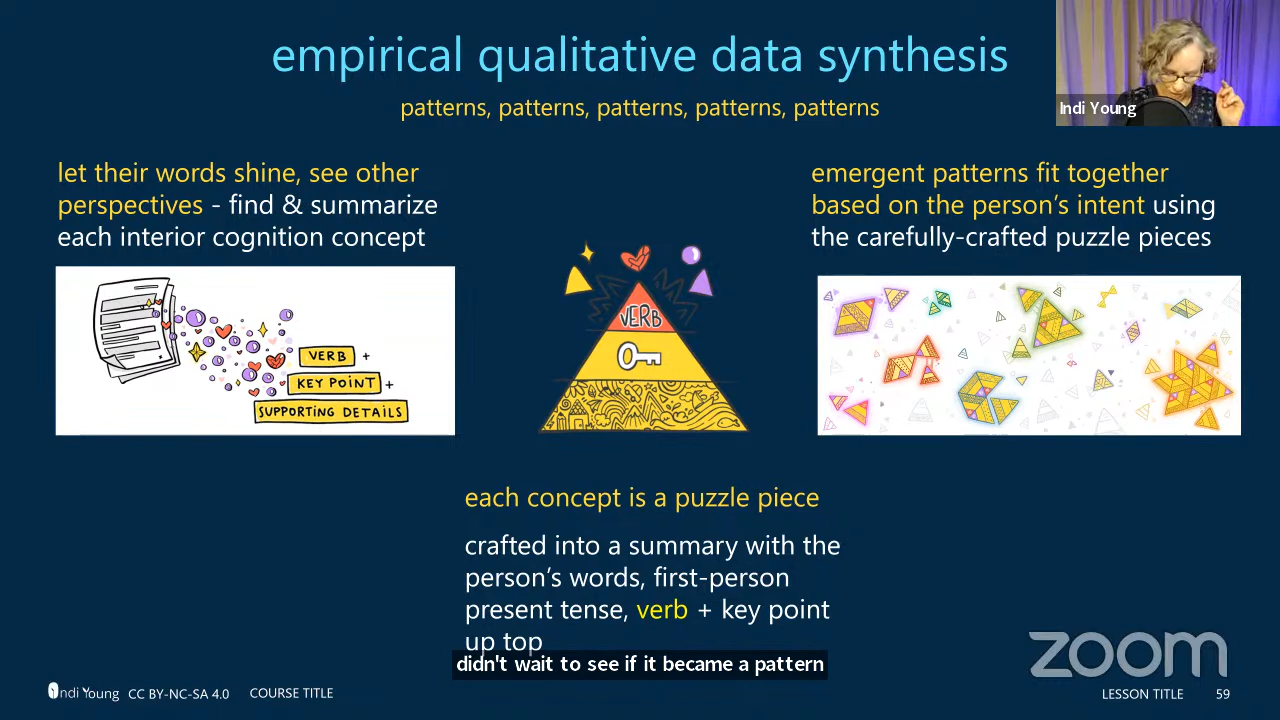 empirical qualitative data synthesis
patterns, patterns, patterns, patterns, patterns
Indi Young
let their words shine, see other
perspectives - find & summarize
each interior cognition concept
VERB +
KEY POINT +
SUPPORTING DETAILS
VERB
emergent patterns fit together
based on the person's intent using
the carefully-crafted puzzle pieces
each concept is a puzzle piece
crafted into a summary with the
person's words, first-person
present tense, verb + key point
up top
didn't wait to see if it became a pattern
zoom
Indi Young CC BY-NC-SA 4.0 COURSE TITLE
LESSON TITLE 59